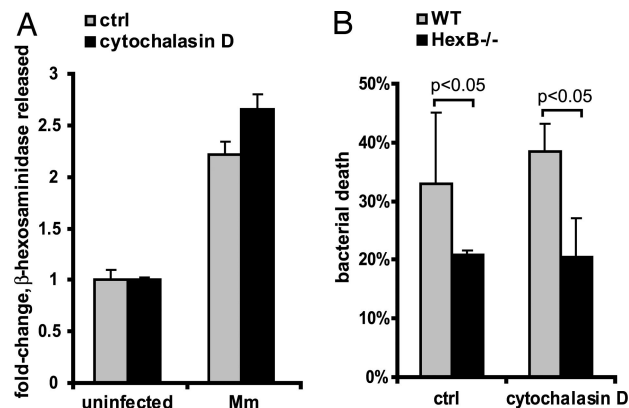 A
ctrl
cytochalasin D
fold-change, β-hexosaminidase released
3
2.5
2
1.5
1
0.5
0
uninfected
Mm
B
WT
HexB-/-
bacterial death
50%
40%
30%
20%
10%
0%
p<0.05
p<0.05
ctrl
cytochalasin D